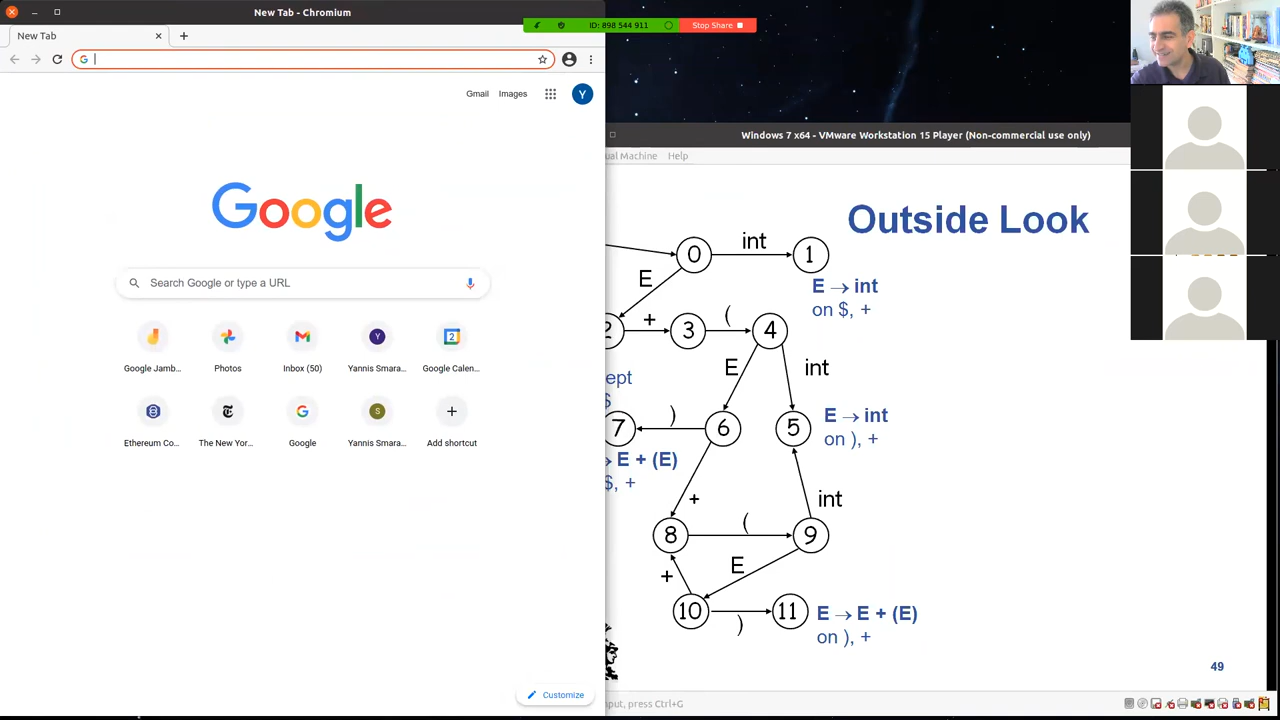 New Tab - Chromium
ID: 898 544 911
Stop Share
New Tab
G
Gmail
Images
Y
Windows 7 x64 - VMware Workstation 15 Player (Non-commercial use only)
Machine Help
Google
Search Google or type a URL
Google Jamb...
Photos
Inbox (50)
Y
Yannis Smara...
2
Google Calen...
Ethereum Co...
The New Yor...
Google
S
Yannis Smara...
Add shortcut
Customize
Outside Look
0
int
1
E → int
on $, +
E
2
+
3
(
4
E
int
$
7
)
6
5
E → int
on ), +
→ E + (E)
$, +
+
int
8
(
9
+
E
10
)
11
E → E + (E)
on ), +
49
press Ctrl+G